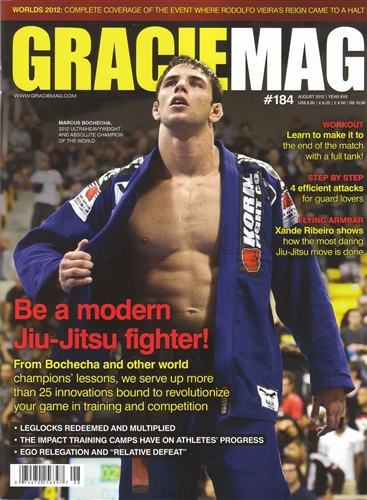 WORLDS 2012: COMPLETE COVERAGE OF THE EVENT WHERE RODOLFO VIEIRA'S REIGN CAME TO A HALT
GRACIEMAG
WWW.GRACIEMAG.COM
#184
AUGUST 2012 | YEAR XVII
MARCUS BOCHECHA,
2012 ULTRAHEAVYWEIGHT
AND ABSOLUTE CHAMPION
OF THE WORLD
WORKOUT
Learn to make it to
the end of the match
with a full tank!
STEP BY STEP
4 efficient attacks
for guard lovers
FLYING ARMBAR
Xande Ribeiro shows
how the most daring
Jiu-Jitsu move is done
KORAL
FIGHT CO.
Be a modern
Jiu-Jitsu fighter!
From Bochecha and other world
champions' lessons, we serve up more
than 25 innovations bound to revolutionize
your game in training and competition
• LEGLOCKS REDEEMED AND MULTIPLIED
• THE IMPACT TRAINING CAMPS HAVE ON ATHLETES' PROGRESS
• EGO RELEGATION AND "RELATIVE DEFEAT"